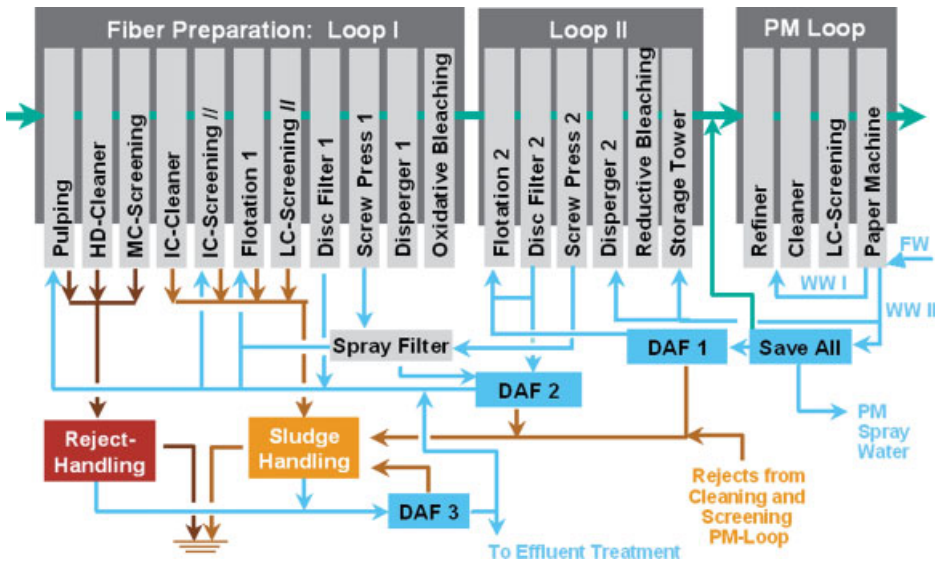 Fiber Preparation: Loop I
Loop II
PM Loop
Pulping
HD-Cleaner
MC-Screening
IC-Cleaner
IC-Screening //
Flotation 1
LC-Screening II
Disc Filter 1
Screw Press 1
Disperger 1
Oxidative Bleaching
Flotation 2
Disc Filter 2
Screw Press 2
Disperger 2
Reductive Bleaching
Storage Tower
Refiner
Cleaner
LC-Screening
Paper Machine
FW
WW I
WW II
Spray Filter
DAF 1
Save All
DAF 2
PM
Spray
Water
Reject-
Handling
Sludge
Handling
DAF 3
Rejects from
Cleaning and
Screening
PM-Loop
To Effluent Treatment